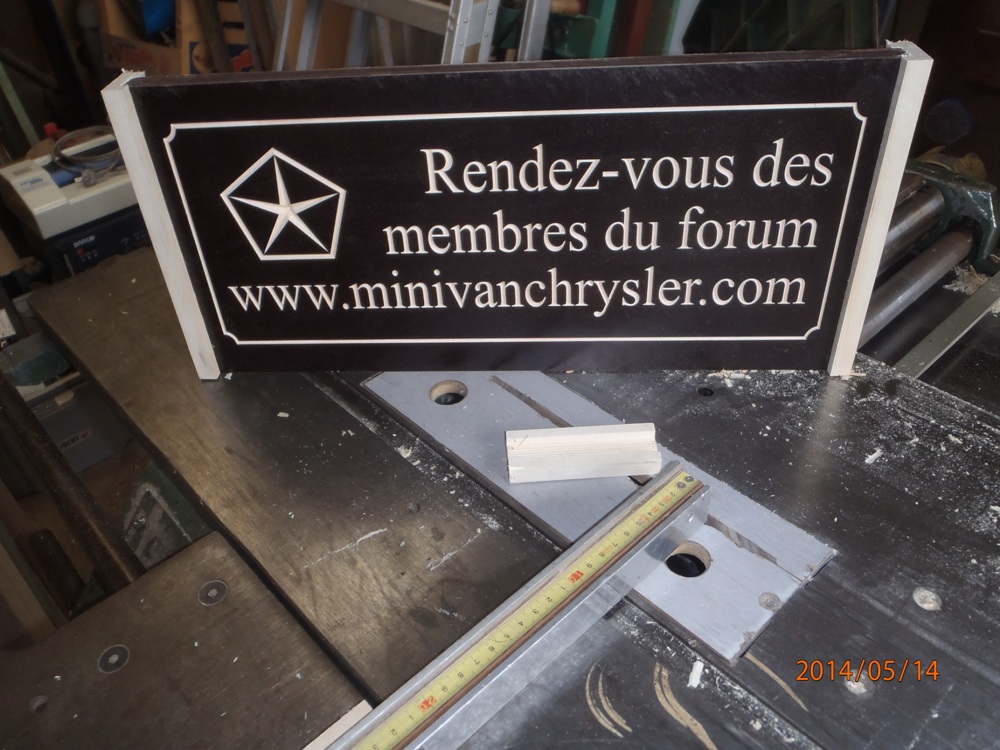 Rendez-vous des
membres du forum
www.minivanchrysler.com
2014/05/14